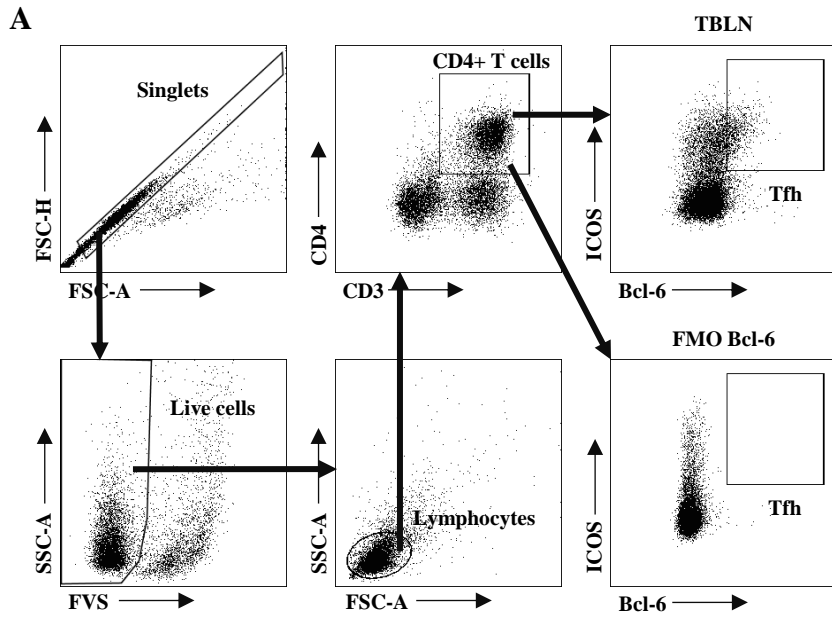 A
Singlets
FSC-H
FSC-A
CD4+ T cells
CD4
CD3
TBLN
ICOS
Tfh
Bcl-6
Live cells
SSC-A
FVS
Lymphocytes
SSC-A
FSC-A
FMO Bcl-6
ICOS
Tfh
Bcl-6